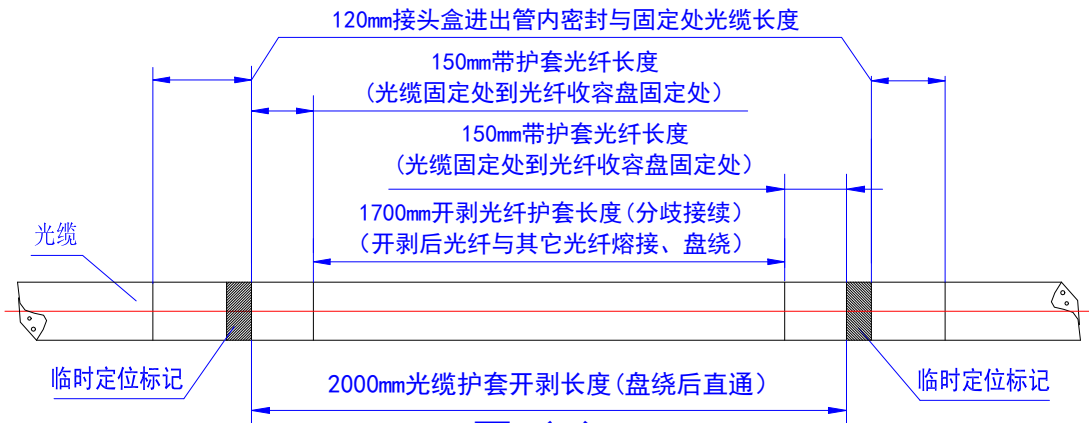 120mm接头盒进出管内密封与固定处光缆长度
150mm带护套光纤长度
(光缆固定处到光纤收容盘固定处)
150mm带护套光纤长度
(光缆固定处到光纤收容盘固定处)
1700mm开剥光纤护套长度(分歧接续)
(开剥后光纤与其它光纤熔接、盘绕)
光缆
临时定位标记
2000mm光缆护套开剥长度(盘绕后直通)
临时定位标记